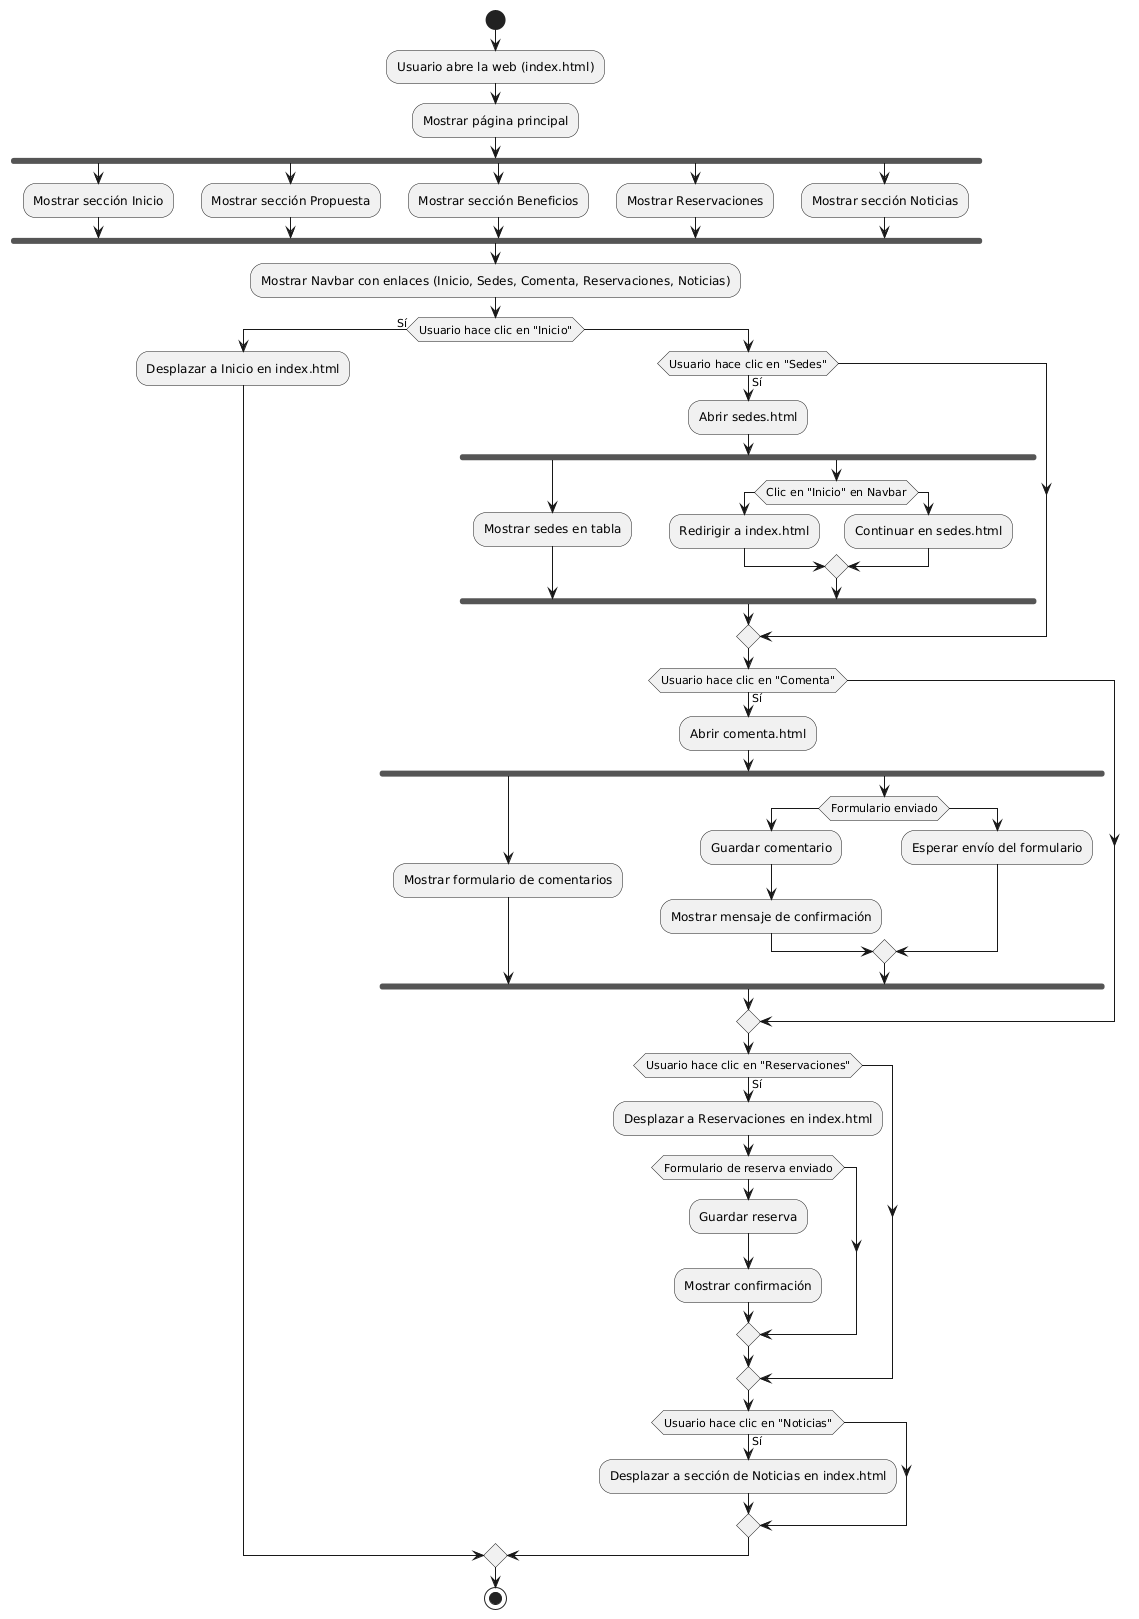 Usuario abre la web (index.html)
Mostrar página principal
Mostrar sección Inicio
Mostrar sección Propuesta
Mostrar sección Beneficios
Mostrar Reservaciones
Mostrar sección Noticias
Mostrar Navbar con enlaces (Inicio, Sedes, Comenta, Reservaciones, Noticias)
Sí
Usuario hace clic en "Inicio"
Desplazar a Inicio en index.html
Usuario hace clic en "Sedes"
Sí
Abrir sedes.html
Mostrar sedes en tabla
Clic en "Inicio" en Navbar
Redirigir a index.html
Continuar en sedes.html
Usuario hace clic en "Comenta"
Sí
Abrir comenta.html
Mostrar formulario de comentarios
Formulario enviado
Guardar comentario
Esperar envío del formulario
Mostrar mensaje de confirmación
Usuario hace clic en "Reservaciones"
Sí
Desplazar a Reservaciones en index.html
Formulario de reserva enviado
Guardar reserva
Mostrar confirmación
Usuario hace clic en "Noticias"
Sí
Desplazar a sección de Noticias en index.html